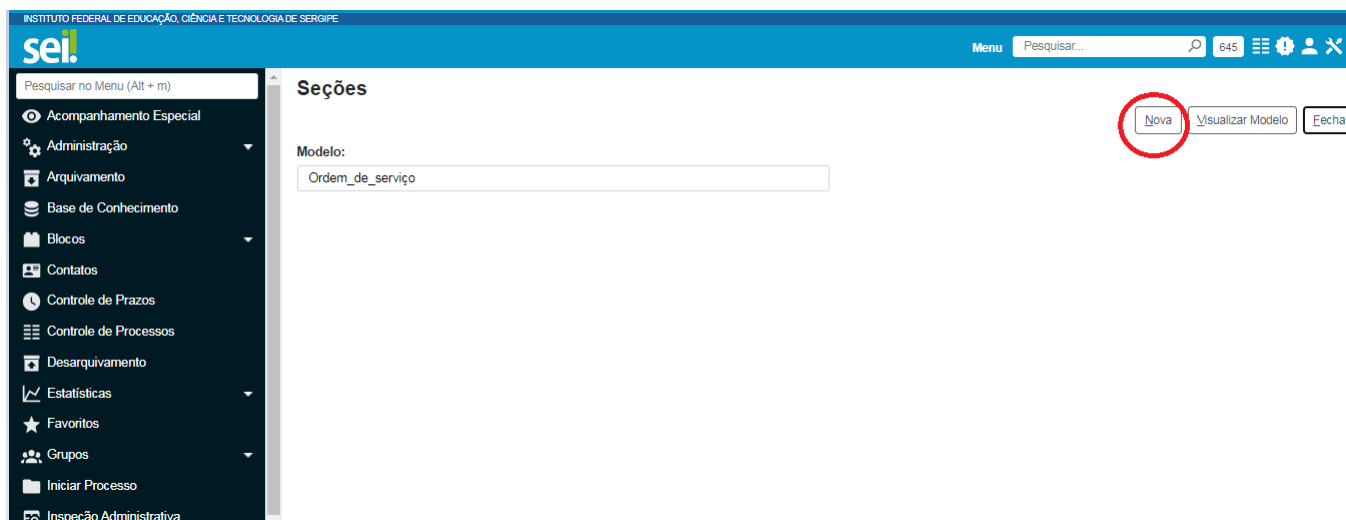 INSTITUTO FEDERAL DE EDUCAÇÃO, CIÊNCIA E TECNOLOGIA DE SERGIPE
sei!
Menu Pesquisar... 645
Pesquisar no Menu (Alt + m)
Acompanhamento Especial
Administração
Arquivamento
Base de Conhecimento
Blocos
Contatos
Controle de Prazos
Controle de Processos
Desarquivamento
Estatísticas
Favoritos
Grupos
Iniciar Processo
Inspeção Administrativa
Seções
Nova Visualizar Modelo Fecha
Modelo:
Ordem_de_serviço